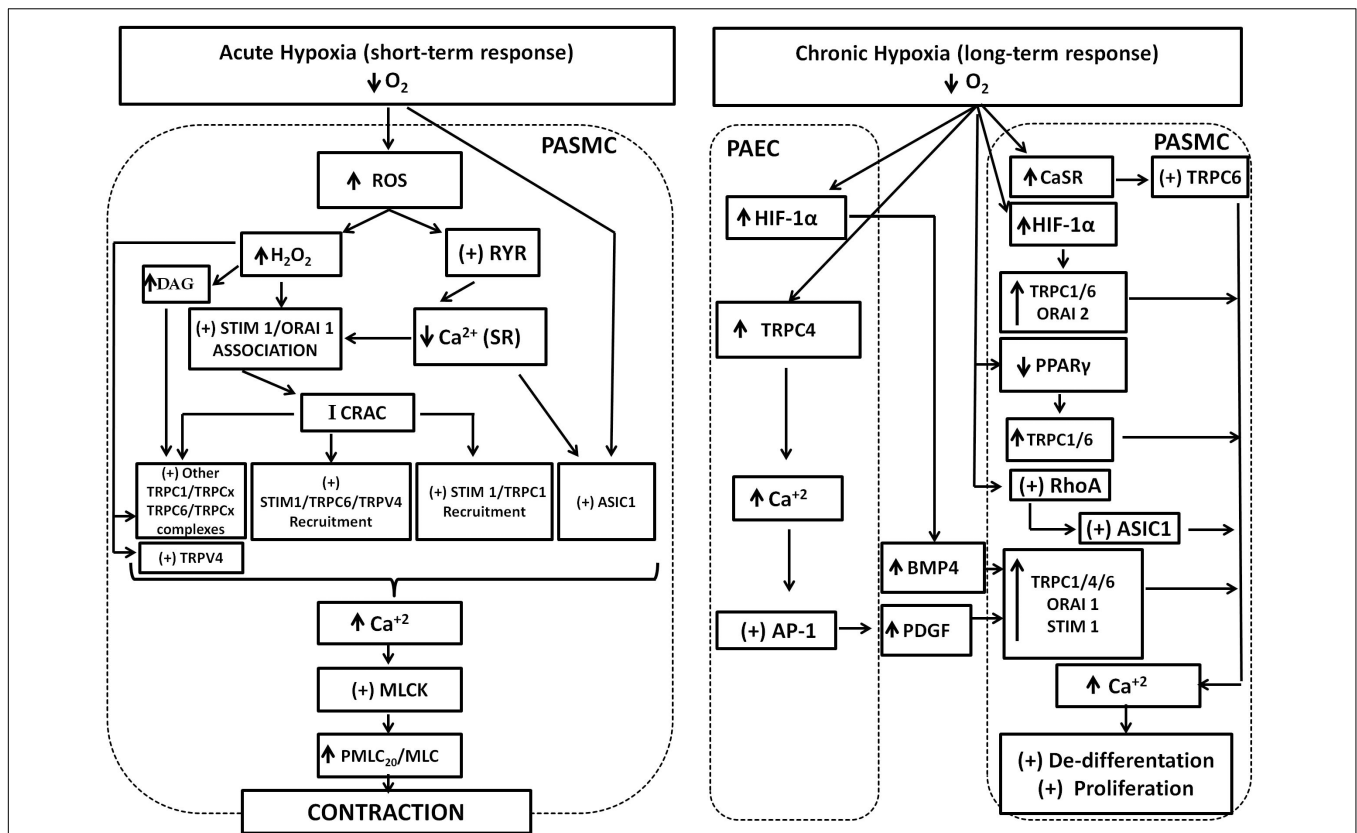 Acute Hypoxia (short-term response)
↓ O₂
PASMC
↑ ROS
↑H₂O₂
(+) RYR
↑DAG
(+) STIM 1/ORAI 1
ASSOCIATION
↓ Ca²⁺ (SR)
I CRAC
(+) Other
TRPC1/TRPCx
TRPC6/TRPCx
complexes
(+)
STIM1/TRPC6/TRPV4
Recruitment
(+) STIM 1/TRPC1
Recruitment
(+) ASIC1
(+) TRPV4
↑ Ca⁺²
(+) MLCK
↑ PMLC₂₀/MLC
CONTRACTION
Chronic Hypoxia (long-term response)
↓ O₂
PAEC
↑HIF-1α
↑ TRPC4
↑ Ca⁺²
(+) AP-1
↑ BMP4
↑ PDGF
PASMC
↑CaSR
(+) TRPC6
↑HIF-1α
↑ TRPC1/6
ORAI 2
↓ PPARγ
↑TRPC1/6
(+) RhoA
(+) ASIC1
↑ TRPC1/4/6
ORAI 1
STIM 1
↑ Ca⁺²
(+) De-differentation
(+) Proliferation